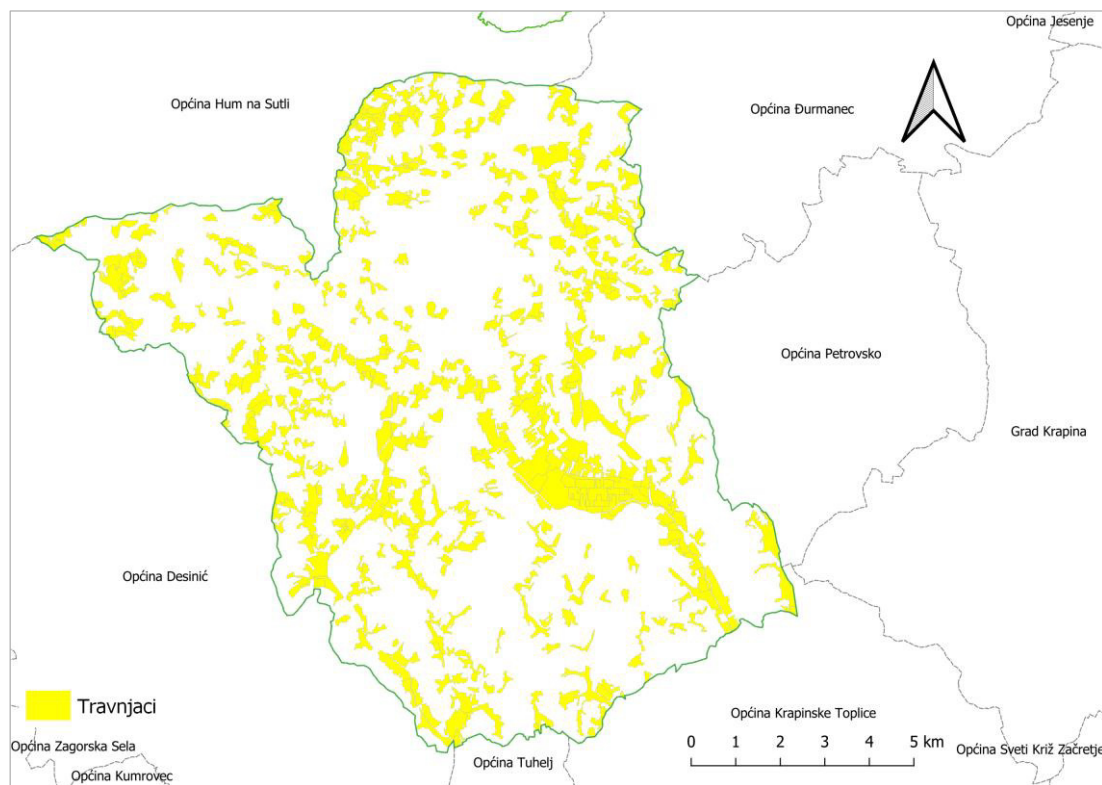 Općina Jesenje
Općina Hum na Sutli
Općina Đurmanec
Općina Petrovsko
Grad Krapina
Općina Desinić
Travnjaci
Općina Krapinske Toplice
0 1 2 3 4 5 km
Općina Zagorska Sela
Općina Sveti Križ Začretje
Općina Tuhelj
Općina Kumrovec